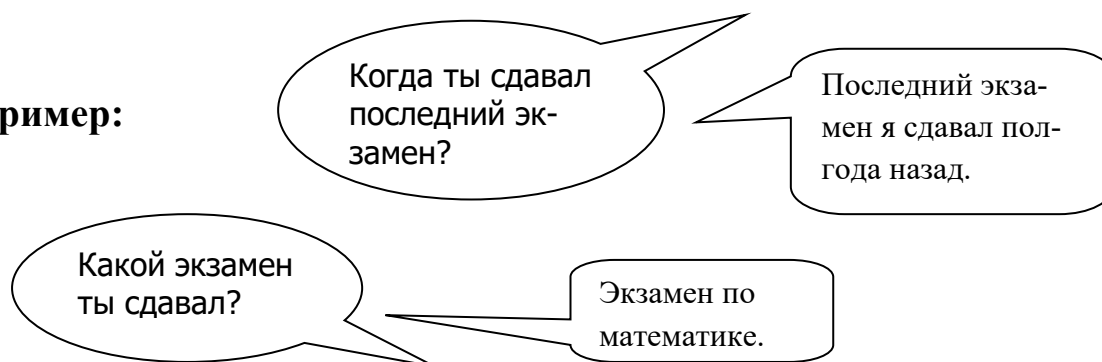 ример:
Когда ты сдавал
последний эк-
замен?
Последний экза-
мен я сдавал пол-
года назад.
Какой экзамен
ты сдавал?
Экзамен по
математике.